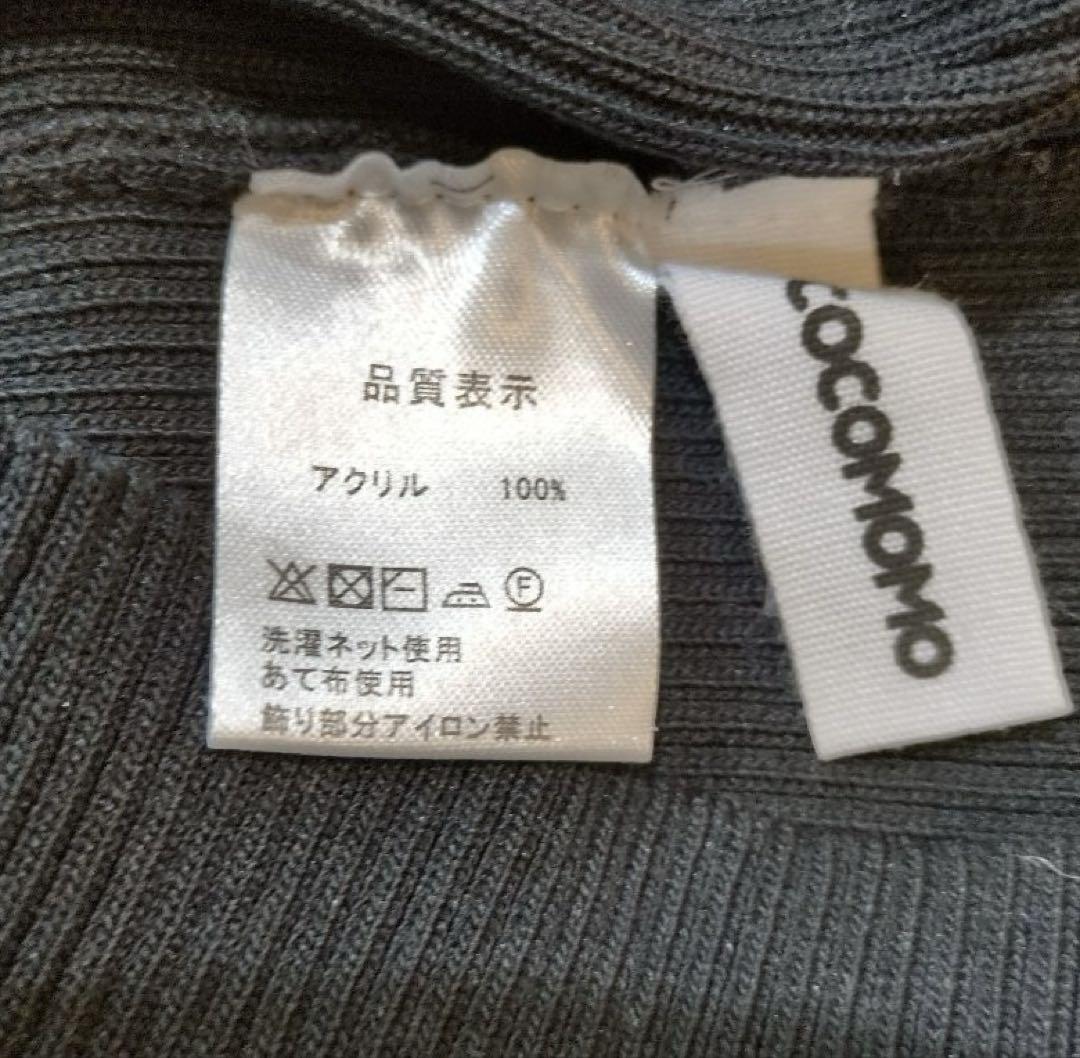 品質表示
アクリル 100%
F
洗濯ネット使用
あて布使用
飾り部分アイロン禁止
COCOMOMO